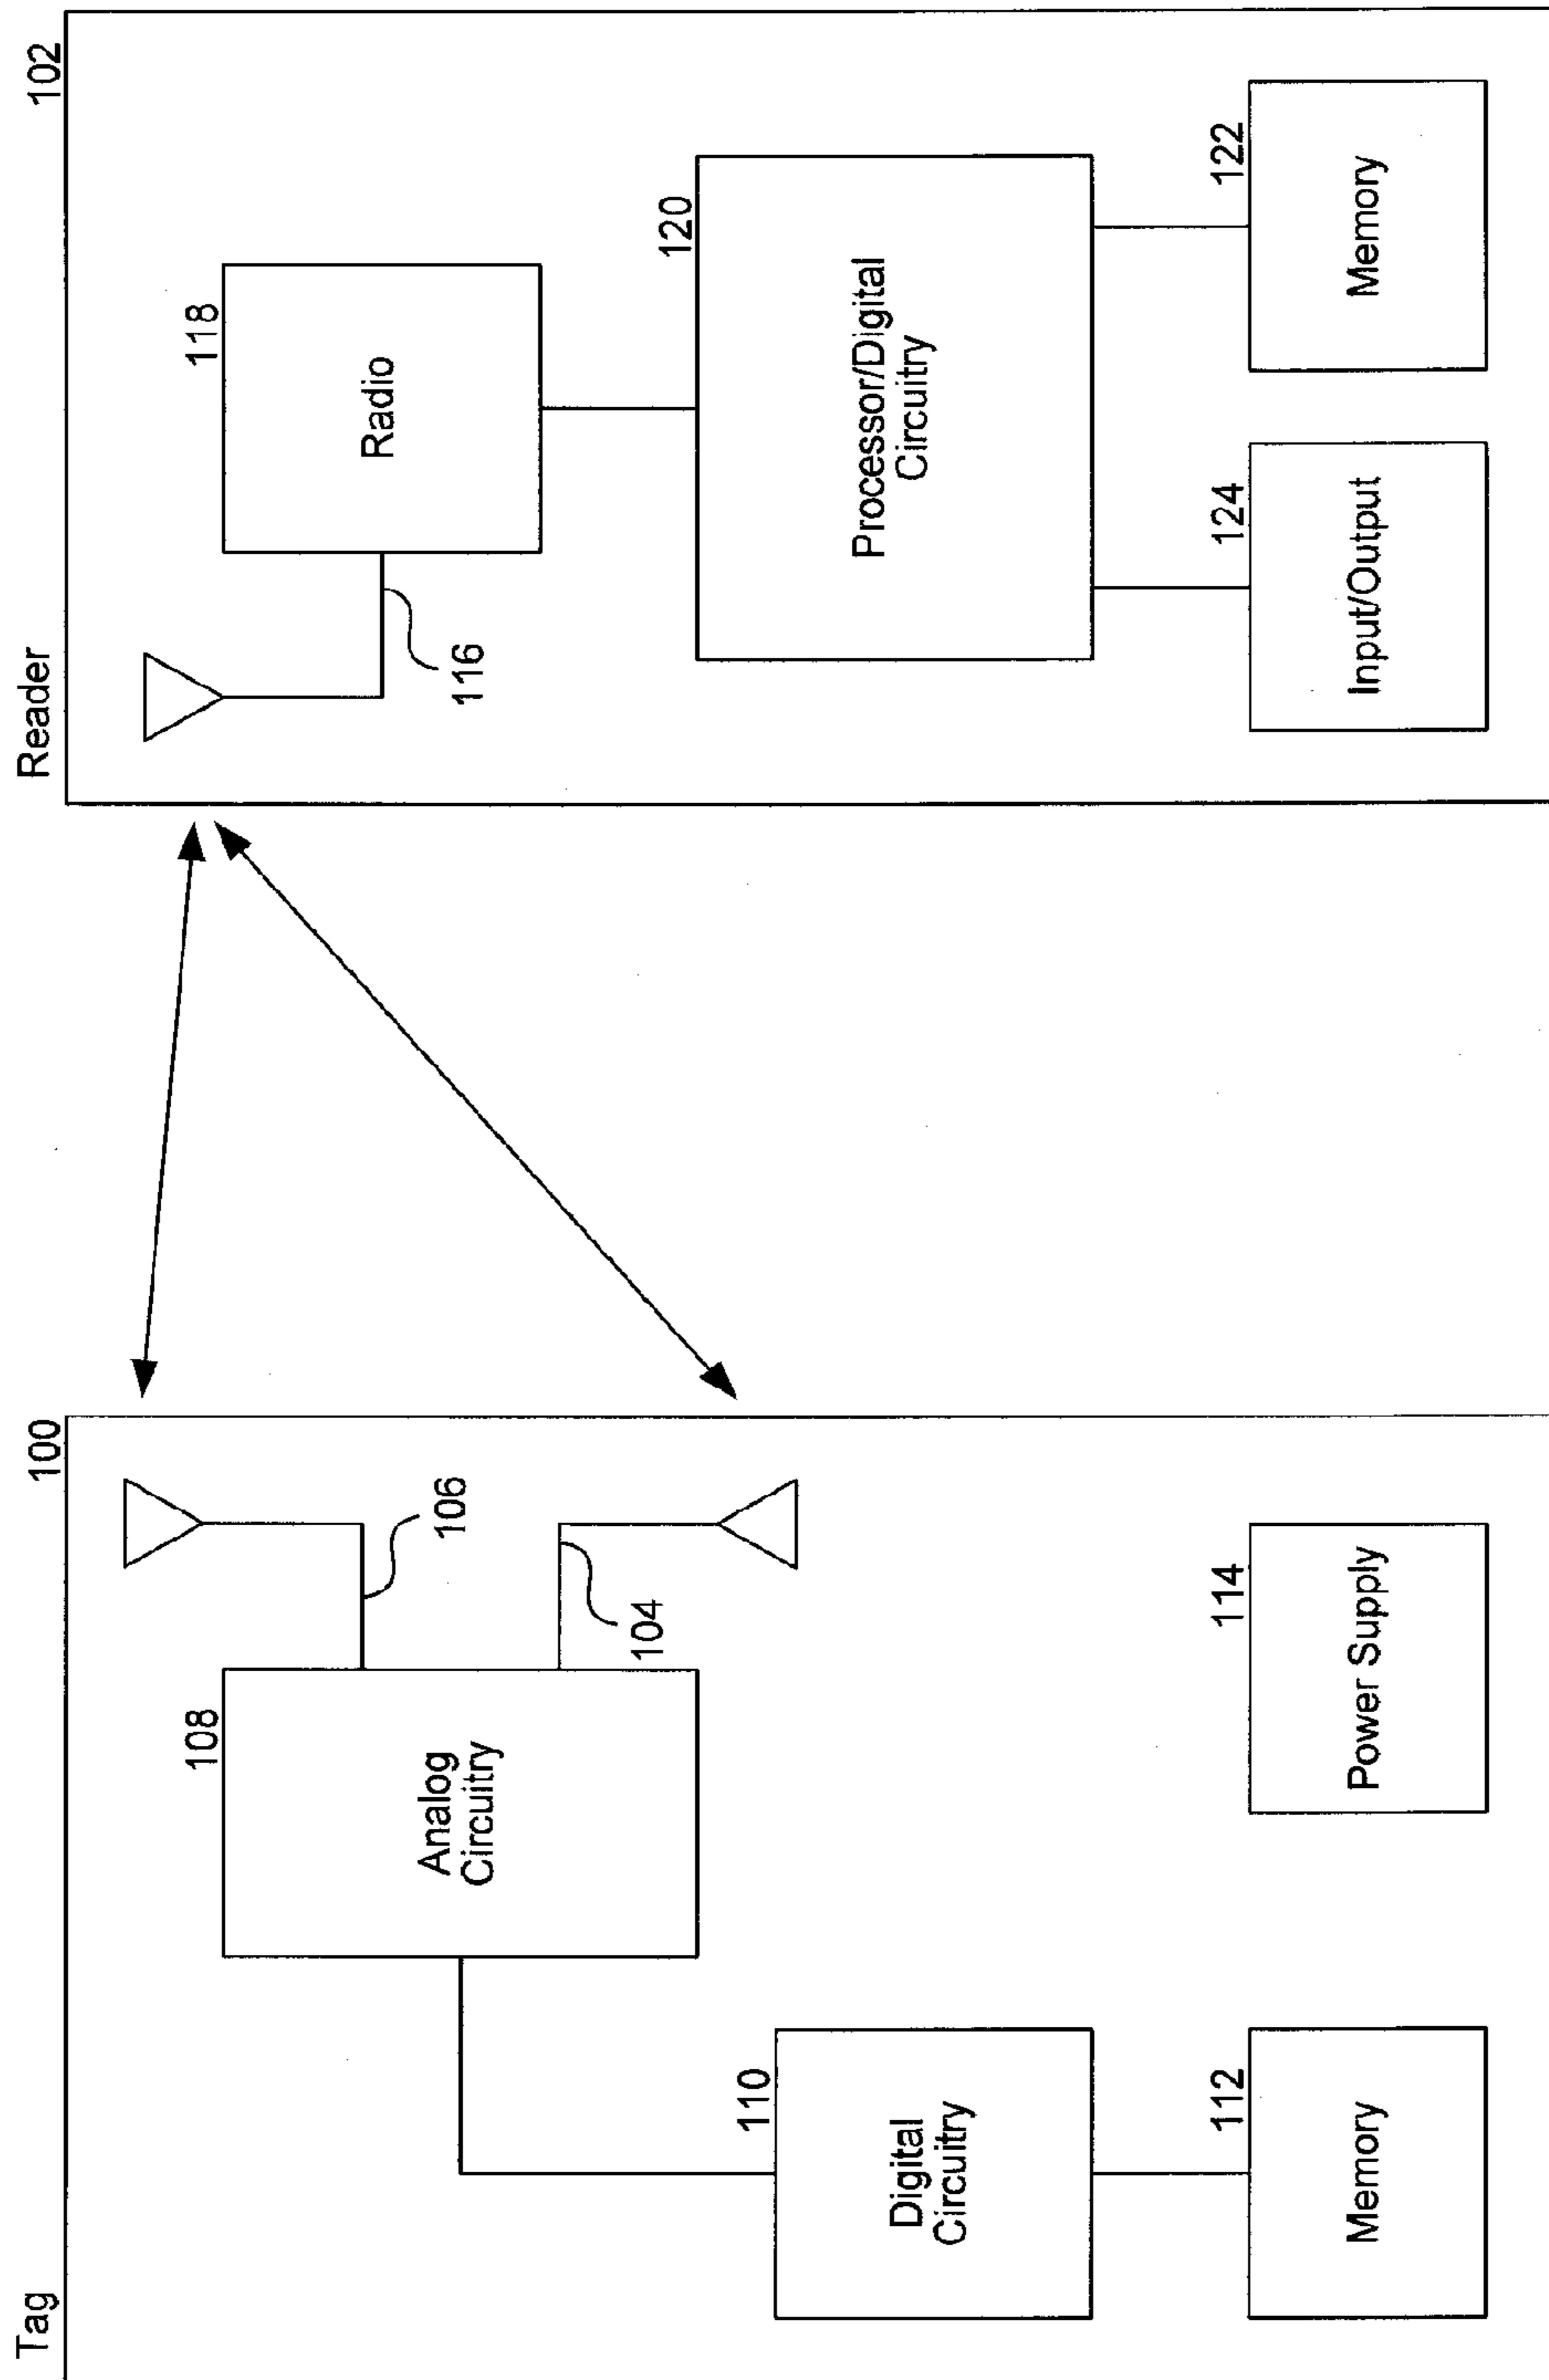 Tag
100
108
Analog
Circuitry
106
104
110
Digital
Circuitry
112
Memory
114
Power Supply
Reader
102
116
118
Radio
120
Processor/Digital
Circuitry
124
Input/Output
122
Memory